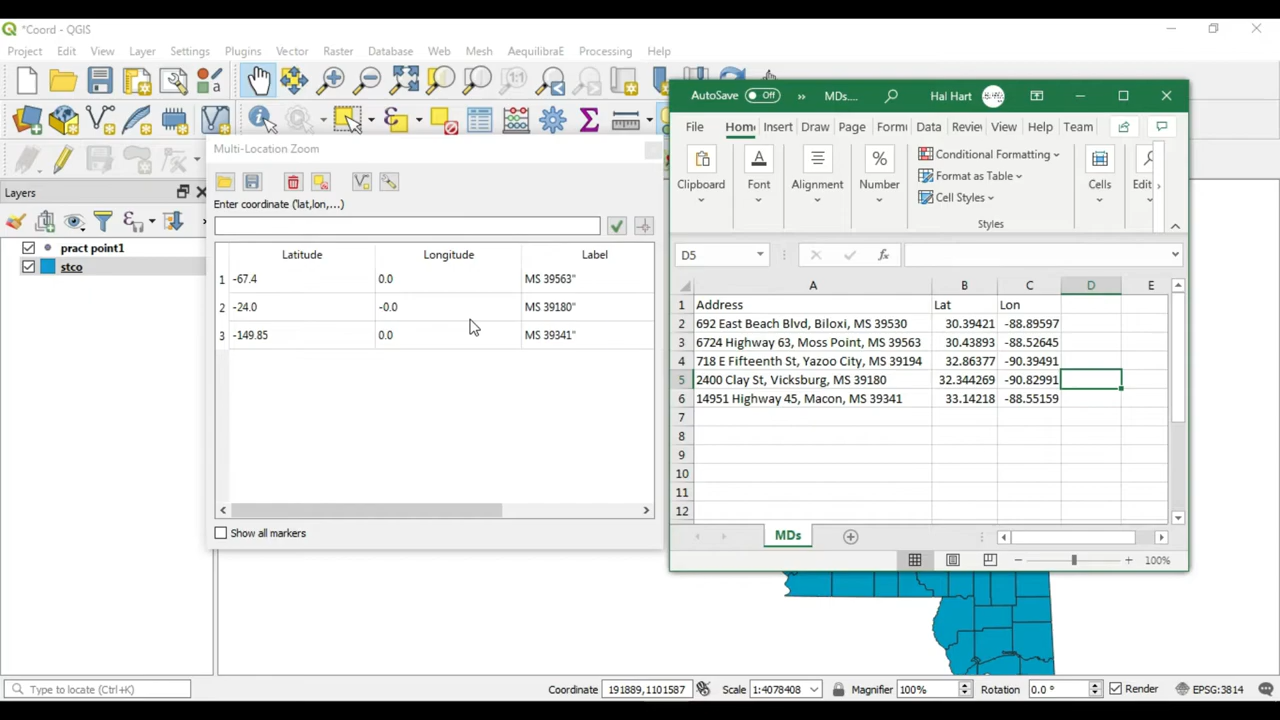 *Coord - QGIS
Project Edit View Layer Settings Plugins Vector Raster Database Web Mesh AequilibraE Processing Help
Layers
pract point1
stco
Multi-Location Zoom
Enter coordinate ('lat,lon,...')
Latitude Longitude Label
1 -67.4 0.0 MS 39563"
2 -24.0 -0.0 MS 39180"
3 -149.85 0.0 MS 39341"
Show all markers
AutoSave Off » MDs.... Hal Hart
File Home Insert Draw Page Form Data Review Help Team
Clipboard Font Alignment Number Conditional Formatting Cells Edit
Format as Table
Cell Styles
Styles
D5 fx
A B C D E
1 Address Lat Lon
2 692 East Beach Blvd, Biloxi, MS 39530 30.39421 -88.89597
3 6724 Highway 63, Moss Point, MS 39563 30.43893 -88.52645
4 718 E Fifteenth St, Yazoo City, MS 39194 32.86377 -90.39491
5 2400 Clay St, Vicksburg, MS 39180 32.344269 -90.82991
6 14951 Highway 45, Macon, MS 39341 33.14218 -88.55159
7
8
9
10
11
12
MDs
100%
Type to locate (Ctrl+K) Coordinate 191889,1101587 Scale 1:4078408 Magnifier 100% Rotation 0.0 ° Render EPSG:3814